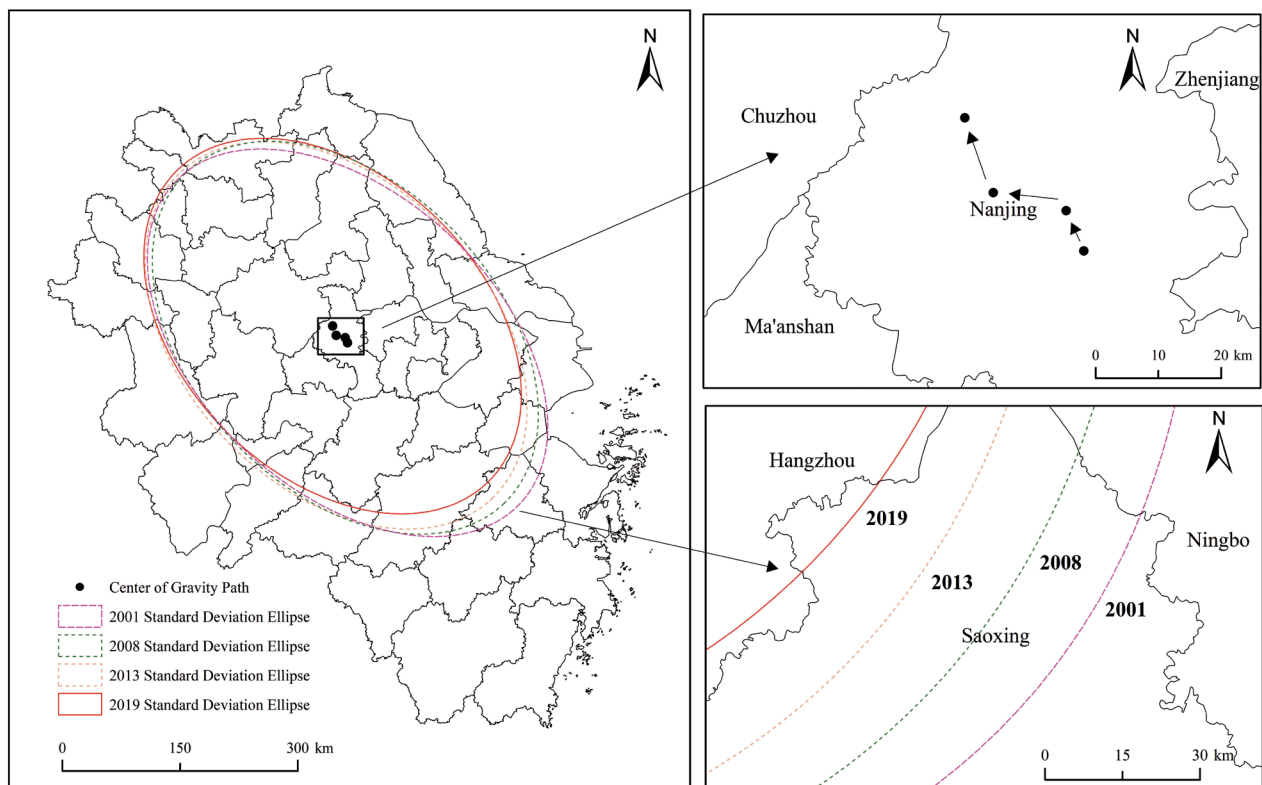 N
Center of Gravity Path
2001 Standard Deviation Ellipse
2008 Standard Deviation Ellipse
2013 Standard Deviation Ellipse
2019 Standard Deviation Ellipse
0 150 300 km
N
Zhenjiang
Chuzhou
Nanjing
Ma'anshan
0 10 20 km
N
Hangzhou
2019
Ningbo
2008
2013
2001
Saoxing
0 15 30 km